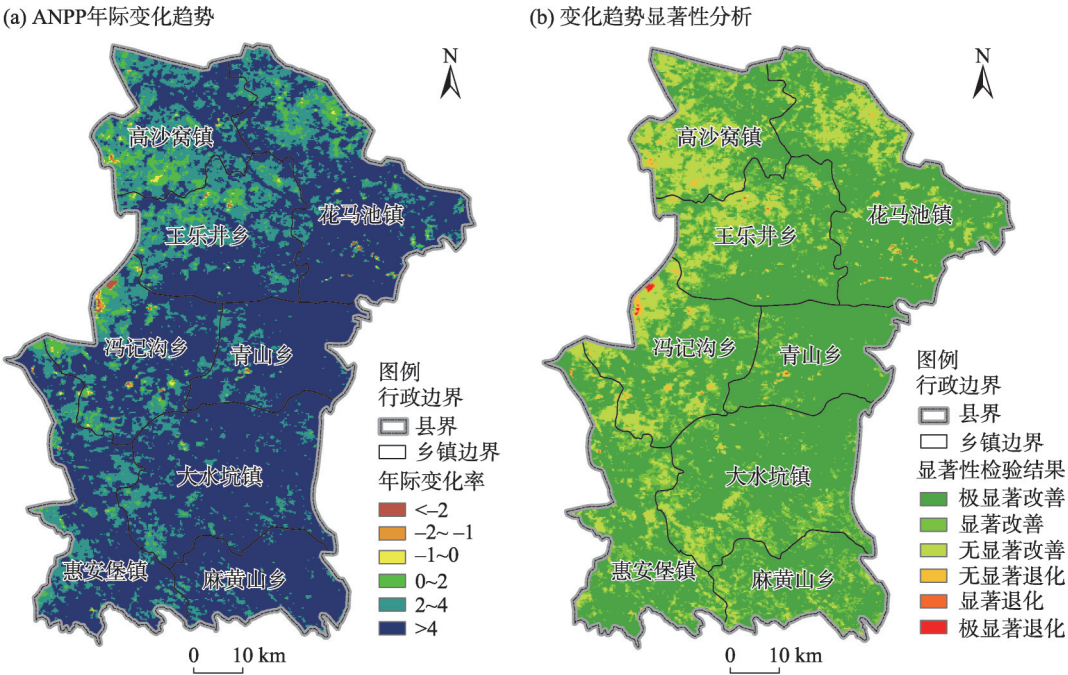 (a) ANPP年际变化趋势
N
高沙窝镇
花马池镇
王乐井乡
冯记沟乡
青山乡
大水坑镇
惠安堡镇
麻黄山乡
图例
行政边界
县界
乡镇边界
年际变化率
<–2
–2~ –1
–1~0
0~2
2~4
>4
0 10 km
(b) 变化趋势显著性分析
N
高沙窝镇
花马池镇
王乐井乡
冯记沟乡
青山乡
大水坑镇
惠安堡镇
麻黄山乡
图例
行政边界
县界
乡镇边界
显著性检验结果
极显著改善
显著改善
无显著改善
无显著退化
显著退化
极显著退化
0 10 km